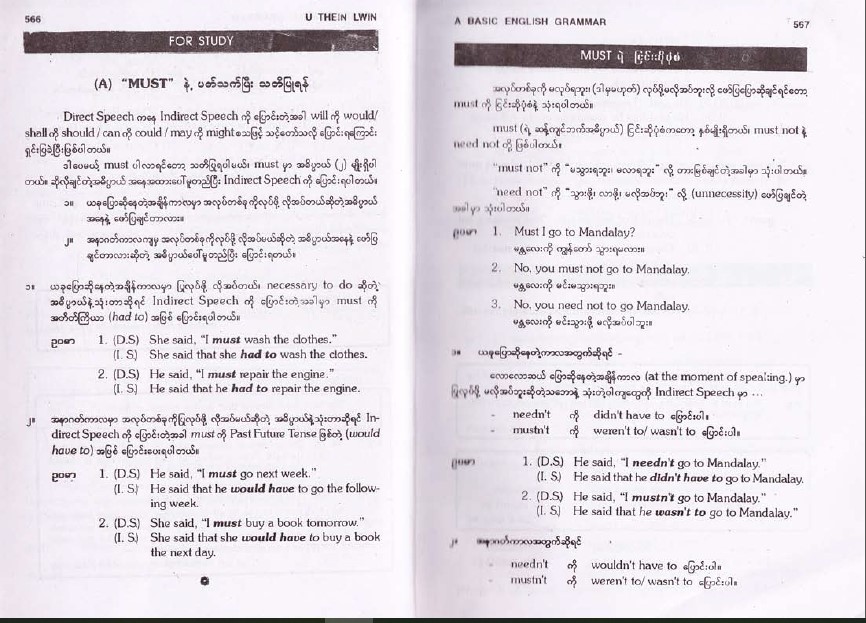 566
U THEIN LWIN
FOR STUDY
(A) "MUST" နဲ့ ပတ်သက်ပြီး သတိပြုရန်
Direct Speech ကနေ Indirect Speech ကို ပြောင်းတဲ့အခါ will ကို would/
shall ကို should / can ကို could / may ကို might စသဖြင့် သင့်တော်သလို ပြောင်းရကြောင်း
ရှင်းပြခဲ့ပြီးဖြစ်ပါတယ်။
ဒါပေမယ့် must ပါလာရင်တော့ သတိပြုရပါမယ်။ must မှာ အဓိပ္ပာယ် (၂) မျိုးရှိပါ
တယ်။ ဆိုလိုချင်တဲ့အဓိပ္ပာယ် အနေအထားပေါ်မူတည်ပြီး Indirect Speech ကို ပြောင်းရပါတယ်။
၁။ ယခုပြောဆိုနေတဲ့အချိန်ကာလမှာ အလုပ်တစ်ခုကိုလုပ်ဖို့ လိုအပ်တယ်ဆိုတဲ့အဓိပ္ပာယ်
အနေနဲ့ ဖော်ပြချင်တာလား။
၂။ အနာဂတ်ကာလကျမှ အလုပ်တစ်ခုကိုလုပ်ဖို့ လိုအပ်မယ်ဆိုတဲ့ အဓိပ္ပာယ်အနေနဲ့ ဖော်ပြ
ချင်တာလားဆိုတဲ့ အဓိပ္ပာယ်ပေါ်မူတည်ပြီး ပြောင်းရတယ်။
၁။ ယခုပြောဆိုနေတဲ့အချိန်ကာလမှာ ပြုလုပ်ဖို့ လိုအပ်တယ်၊ necessary to do ဆိုတဲ့
အဓိပ္ပာယ်နဲ့သုံးတာဆိုရင် Indirect Speech ကို ပြောင်းတဲ့အခါမှာ must ကို
အတိတ်ကြိယာ (had to) အဖြစ် ပြောင်းရပါတယ်။
ဥပမာ 1. (D.S) She said, "I must wash the clothes."
(I. S) She said that she had to wash the clothes.
2. (D.S) He said, "I must repair the engine."
(I. S) He said that he had to repair the engine.
၂။ အနာဂတ်ကာလမှာ အလုပ်တစ်ခုကိုပြုလုပ်ဖို့ လိုအပ်မယ်ဆိုတဲ့ အဓိပ္ပာယ်နဲ့သုံးတာဆိုရင် In-
direct Speech ကို ပြောင်းတဲ့အခါ must ကို Past Future Tense ဖြစ်တဲ့ (would
have to) အဖြစ် ပြောင်းပေးရပါတယ်။
ဥပမာ 1. (D.S) He said, "I must go next week."
(I. S) He said that he would have to go the follow-
ing week.
2. (D.S) She said, "I must buy a book tomorrow."
(I. S) She said that she would have to buy a book
the next day.
A BASIC ENGLISH GRAMMAR
567
MUST ရဲ့ ငြင်းဆိုပုံစံ
အလုပ်တစ်ခုကို မလုပ်ရဘူး၊ (ဒါမှမဟုတ်) လုပ်ဖို့မလိုအပ်ဘူးလို့ ဖော်ပြပြောဆိုချင်ရင်တော့
must ကို ငြင်းဆိုပုံစံနဲ့ သုံးရပါတယ်။
must (ရဲ့ ဆန့်ကျင်ဘက်အဓိပ္ပာယ်) ငြင်းဆိုပုံစံကတော့ နှစ်မျိုးရှိတယ်။ must not နဲ့
need not တို့ ဖြစ်ပါတယ်။
"must not" ကို "မသွားရဘူး၊ မလာရဘူး" လို့ တားမြစ်ချင်တဲ့အခါမှာ သုံးပါတယ်။
"need not" ကို "သွားဖို့၊ လာဖို့၊ မလိုအပ်ဘူး" လို့ (unnecessity) ဖော်ပြချင်တဲ့
အခါမှာ သုံးပါတယ်။
ဥပမာ 1. Must I go to Mandalay?
မန္တလေးကို ကျွန်တော် သွားရမလား။
2. No, you must not go to Mandalay.
မန္တလေးကို မင်းမသွားရဘူး။
3. No, you need not to go Mandalay.
မန္တလေးကို မင်းသွားဖို့ မလိုအပ်ပါဘူး။
၁။ ယခုပြောဆိုနေတဲ့ကာလအတွက်ဆိုရင် -
လောလောဆယ် ပြောဆိုနေတဲ့အချိန်ကာလ (at the moment of speaking.) မှာ
ပြုလုပ်ဖို့ မလိုအပ်ဘူးဆိုတဲ့သဘောနဲ့ သုံးတဲ့ဝါကျတွေကို Indirect Speech မှာ ...
- needn't ကို didn't have to ပြောင်းပါ။
- mustn't ကို weren't to/ wasn't to ပြောင်းပါ။
ဥပမာ 1. (D.S) He said, "I needn't go to Mandalay."
(I. S) He said that he didn't have to go to Mandalay.
2. (D.S) He said, "I mustn't go to Mandalay."
(I. S) He said that he wasn't to go to Mandalay."
၂။ အနာဂတ်ကာလအတွက်ဆိုရင်
- needn't ကို wouldn't have to ပြောင်းပါ။
- mustn't ကို weren't to/ wasn't to ပြောင်းပါ။